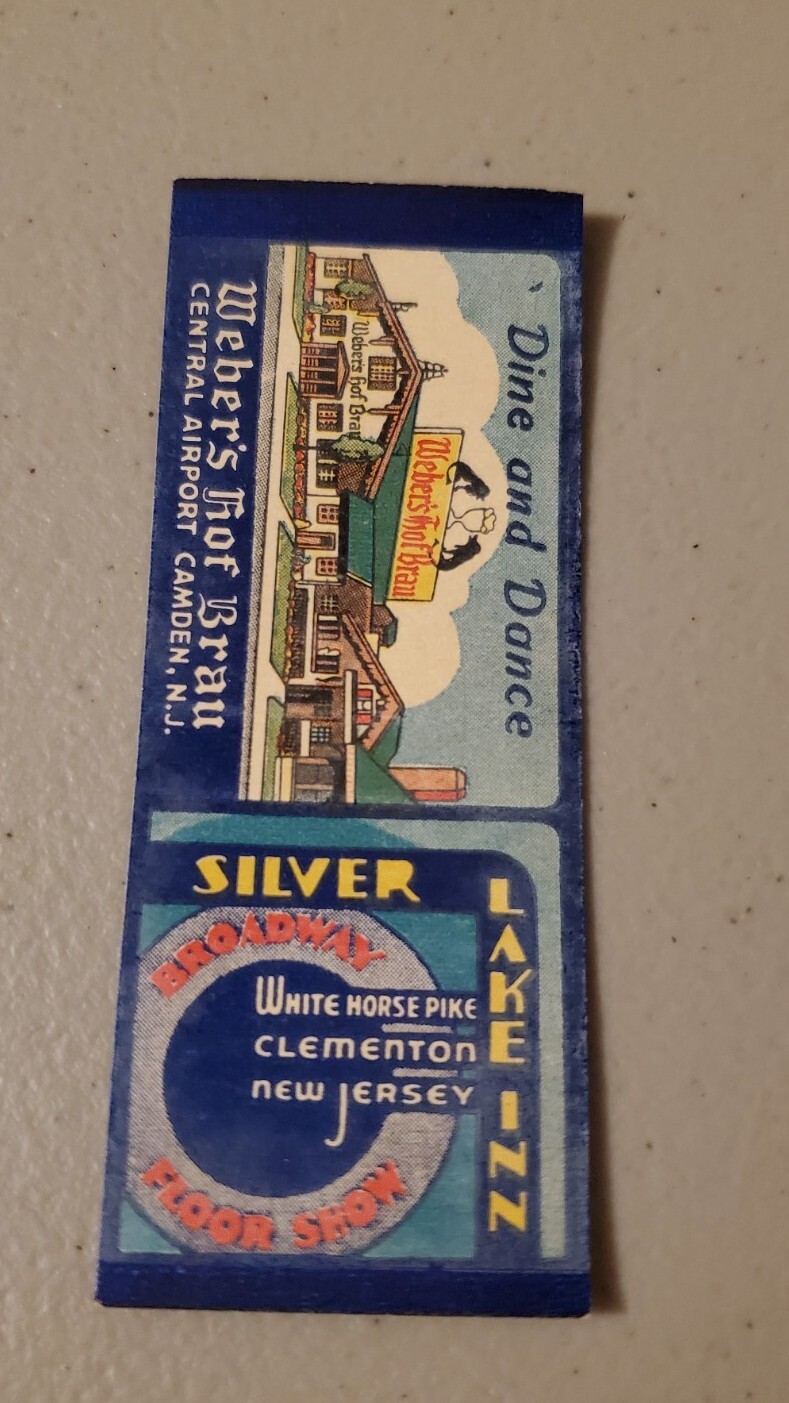 Dine and Dance
Weber's Hof Brau
Webers Hof Brau
Weber's Hof Brau
CENTRAL AIRPORT CAMDEN, N.J.
SILVER
LAKE INN
BROADWAY
WHITE HORSE PIKE
CLEMENTON
NEW JERSEY
FLOOR SHOW